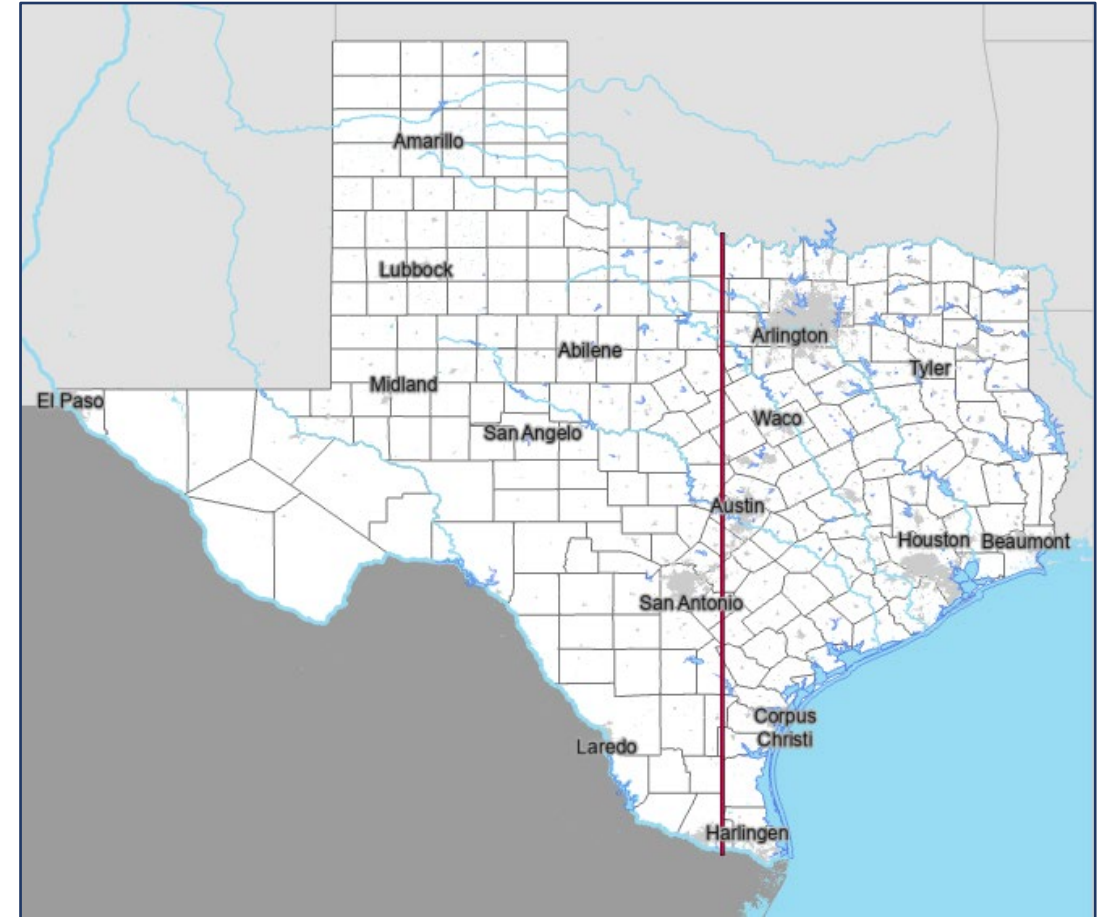 Amarillo
Lubbock
Abilene
Arlington
Tyler
Midland
El Paso
San Angelo
Waco
Austin
Houston
Beaumont
San Antonio
Corpus
Christi
Laredo
Harlingen